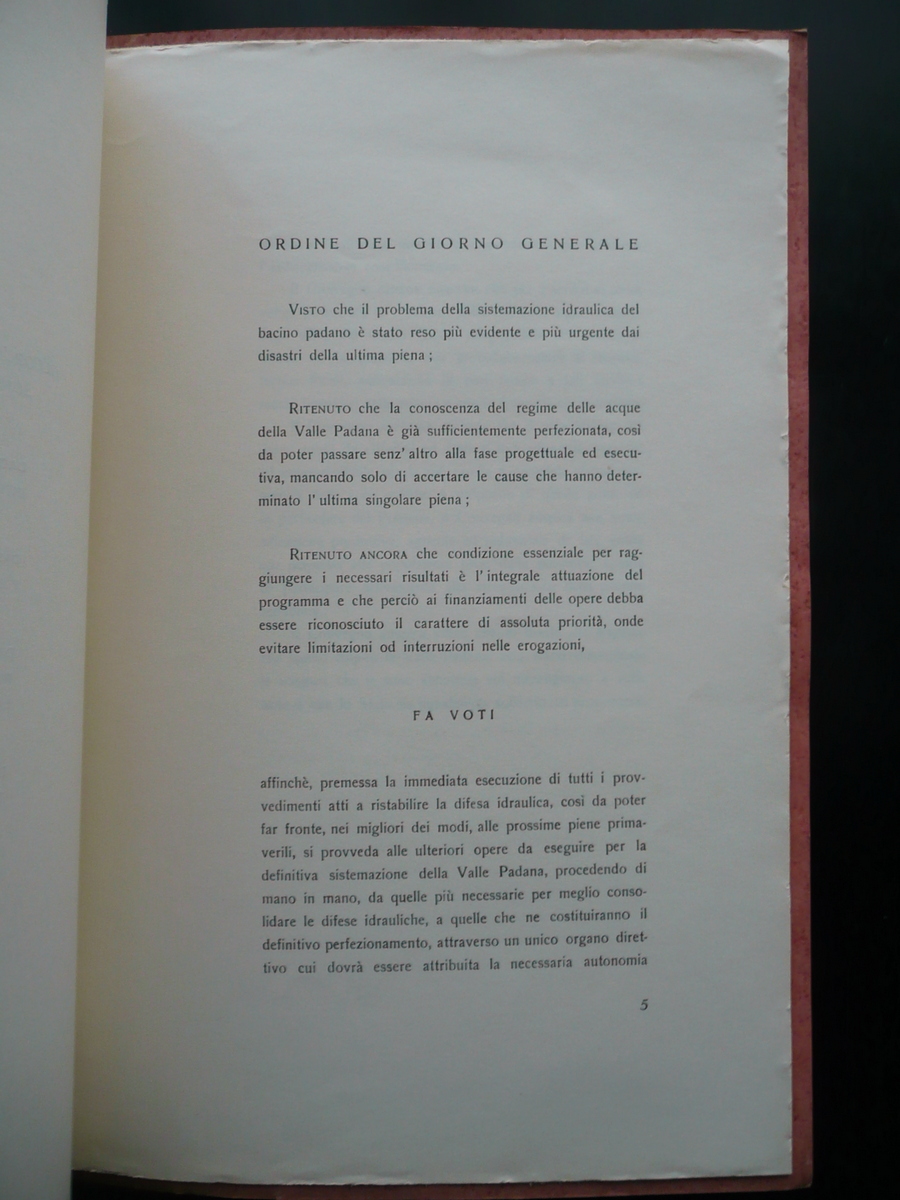 ORDINE DEL GIORNO GENERALE
VISTO che il problema della sistemazione idraulica del
bacino padano è stato reso più evidente e più urgente dai
disastri della ultima piena ;
RITENUTO che la conoscenza del regime delle acque
della Valle Padana è già sufficientemente perfezionata, così
da poter passare senz' altro alla fase progettuale ed esecu-
tiva, mancando solo di accertare le cause che hanno deter-
minato l' ultima singolare piena ;
RITENUTO ANCORA che condizione essenziale per rag-
giungere i necessari risultati è l' integrale attuazione del
programma e che perciò ai finanziamenti delle opere debba
essere riconosciuto il carattere di assoluta priorità, onde
evitare limitazioni od interruzioni nelle erogazioni,
FA VOTI
affinchè, premessa la immediata esecuzione di tutti i prov-
vedimenti atti a ristabilire la difesa idraulica, così da poter
far fronte, nei migliori dei modi, alle prossime piene prima-
verili, si provveda alle ulteriori opere da eseguire per la
definitiva sistemazione della Valle Padana, procedendo di
mano in mano, da quelle più necessarie per meglio conso-
lidare le difese idrauliche, a quelle che ne costituiranno il
definitivo perfezionamento, attraverso un unico organo diret-
tivo cui dovrà essere attribuita la necessaria autonomia
5